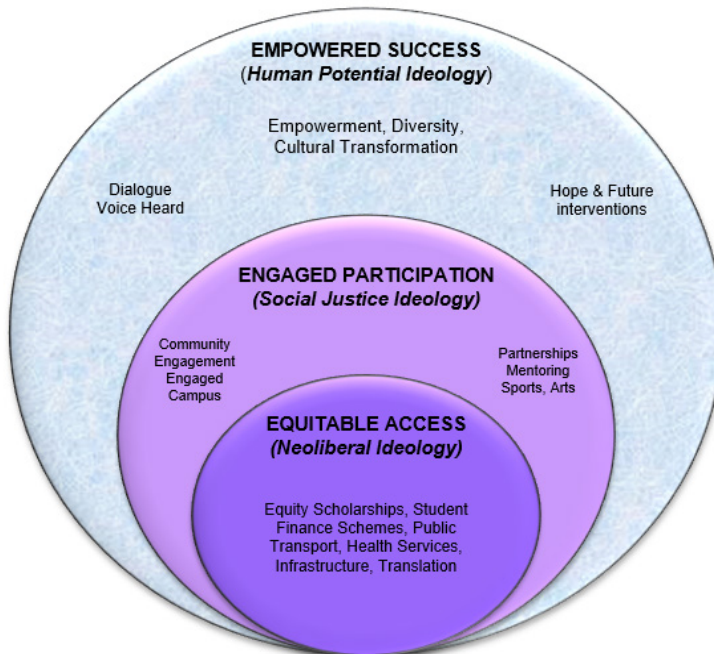 EMPOWERED SUCCESS
(Human Potential Ideology)
Empowerment, Diversity,
Cultural Transformation
Dialogue
Voice Heard
Hope & Future
interventions
ENGAGED PARTICIPATION
(Social Justice Ideology)
Community
Engagement
Engaged
Campus
Partnerships
Mentoring
Sports, Arts
EQUITABLE ACCESS
(Neoliberal Ideology)
Equity Scholarships, Student
Finance Schemes, Public
Transport, Health Services,
Infrastructure, Translation